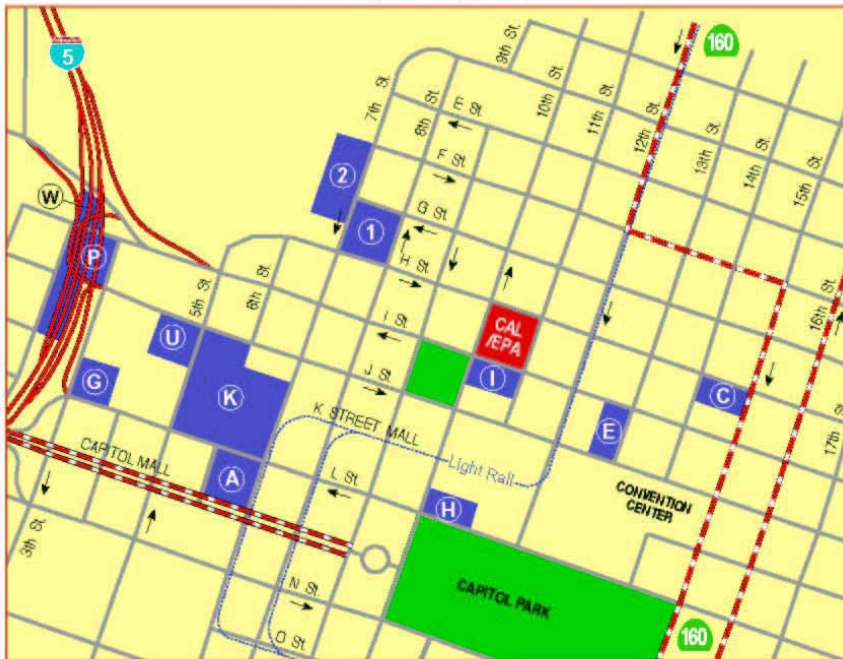 5
160
9th St.
7th St.
8th St.
E St.
10th St.
11th St.
12th St.
13th St.
14th St.
15th St.
F St.
2
W
1
G St.
P
H St.
5th St.
6th St.
I St.
CAL
/EPA
16th St.
U
J St.
I
C
G
K
K STREET MALL
E
17th St.
CAPITOL MALL
Light Rail
A
L St.
H
CONVENTION
CENTER
3th St.
N St.
CAPITOL PARK
O St.
160